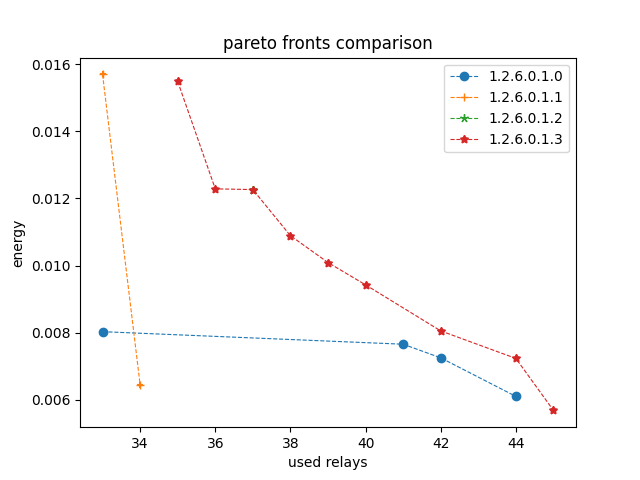 pareto fronts comparison
1.2.6.0.1.0
1.2.6.0.1.1
1.2.6.0.1.2
1.2.6.0.1.3
energy
0.016
0.014
0.012
0.010
0.008
0.006
34 36 38 40 42 44
used relays